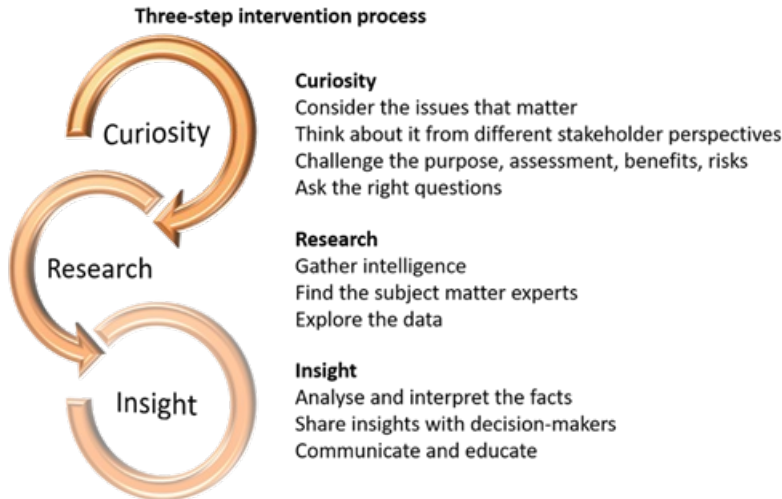 Three-step intervention process
Curiosity
Curiosity
Consider the issues that matter
Think about it from different stakeholder perspectives
Challenge the purpose, assessment, benefits, risks
Ask the right questions
Research
Research
Gather intelligence
Find the subject matter experts
Explore the data
Insight
Insight
Analyse and interpret the facts
Share insights with decision-makers
Communicate and educate